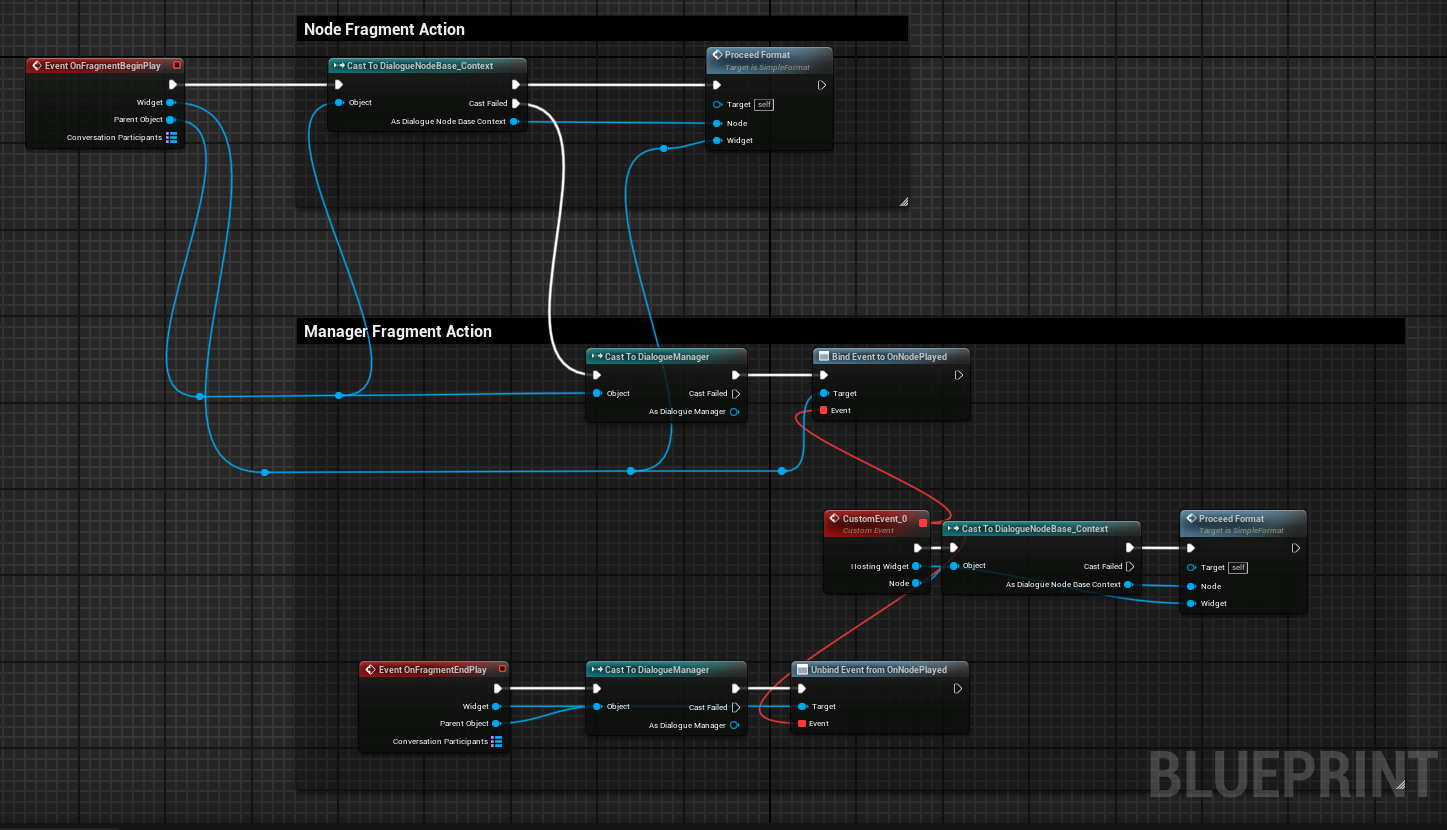 Node Fragment Action
Event OnFragmentBeginPlay
Widget
Parent Object
Conversation Participants
Cast To DialogueNodeBase_Context
Object
Cast Failed
As Dialogue Node Base Context
Proceed Format
Target is SimpleFormat
Target self
Node
Widget
Manager Fragment Action
Cast To DialogueManager
Object
Cast Failed
As Dialogue Manager
Bind Event to OnNodePlayed
Target
Event
CustomEvent_0
Custom Event
Hosting Widget
Node
Cast To DialogueNodeBase_Context
Object
Cast Failed
As Dialogue Node Base Context
Proceed Format
Target is SimpleFormat
Target self
Node
Widget
Event OnFragmentEndPlay
Widget
Parent Object
Conversation Participants
Cast To DialogueManager
Object
Cast Failed
As Dialogue Manager
Unbind Event from OnNodePlayed
Target
Event
BLUEPRINT